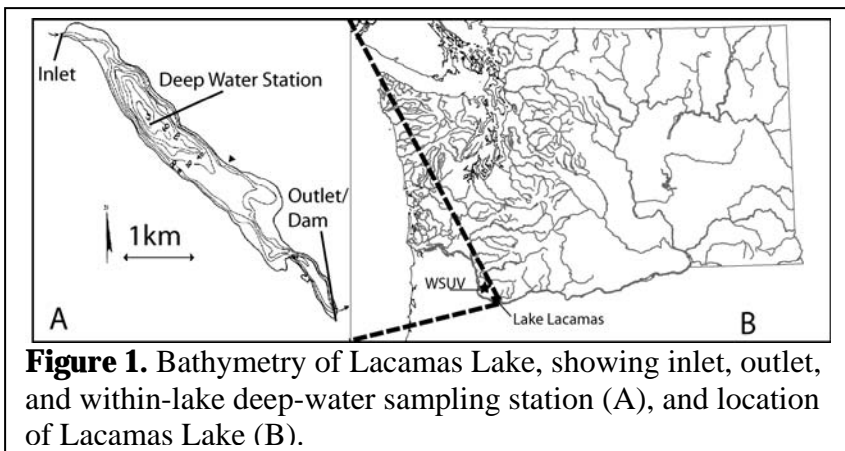 Inlet
Deep Water Station
Outlet/
Dam
1km
A
WSUV
Lake Lacamas
B
Figure 1. Bathymetry of Lacamas Lake, showing inlet, outlet,
and within-lake deep-water sampling station (A), and location
of Lacamas Lake (B).